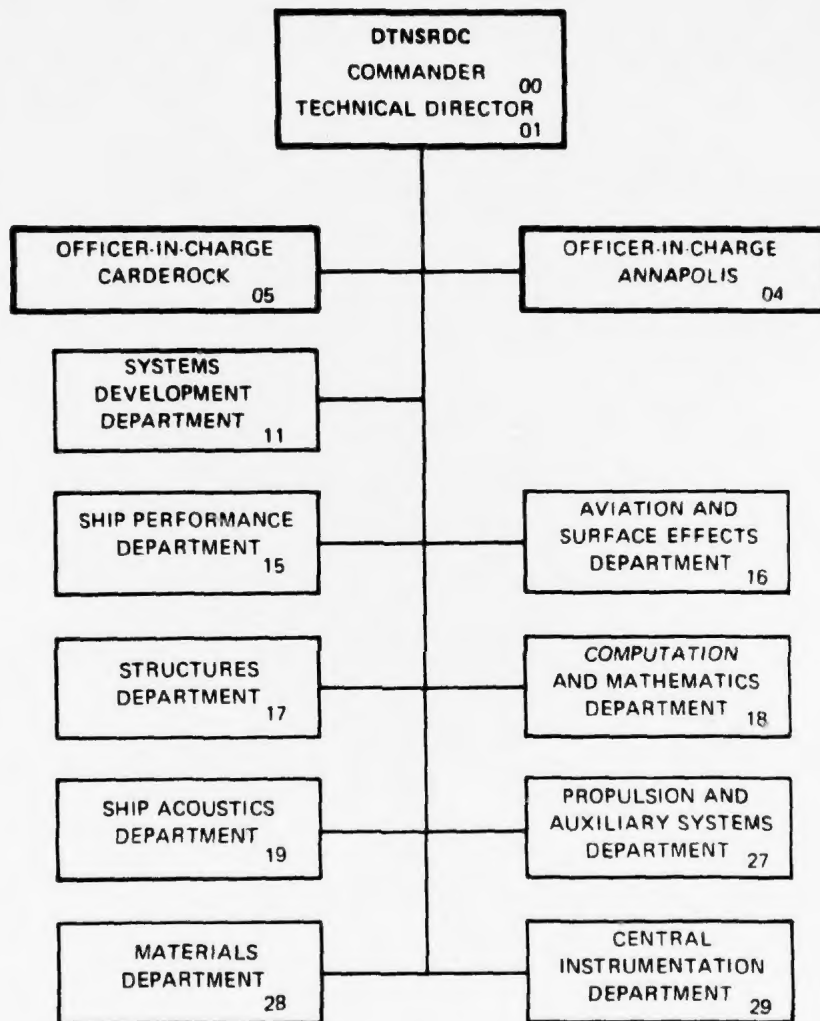 DTNSRDC
COMMANDER
00
TECHNICAL DIRECTOR
01
OFFICER-IN-CHARGE
CARDEROCK
05
OFFICER-IN-CHARGE
ANNAPOLIS
04
SYSTEMS
DEVELOPMENT
DEPARTMENT
11
SHIP PERFORMANCE
DEPARTMENT
15
AVIATION AND
SURFACE EFFECTS
DEPARTMENT
16
STRUCTURES
DEPARTMENT
17
COMPUTATION
AND MATHEMATICS
DEPARTMENT
18
SHIP ACOUSTICS
DEPARTMENT
19
PROPULSION AND
AUXILIARY SYSTEMS
DEPARTMENT
27
MATERIALS
DEPARTMENT
28
CENTRAL
INSTRUMENTATION
DEPARTMENT
29